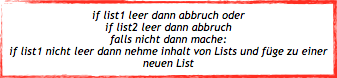 if list1 leer dann abbruch oder
if list2 leer dann abbruch
falls nicht dann mache:
if list1 nicht leer dann nehme inhalt von Lists und füge zu einer
neuen List